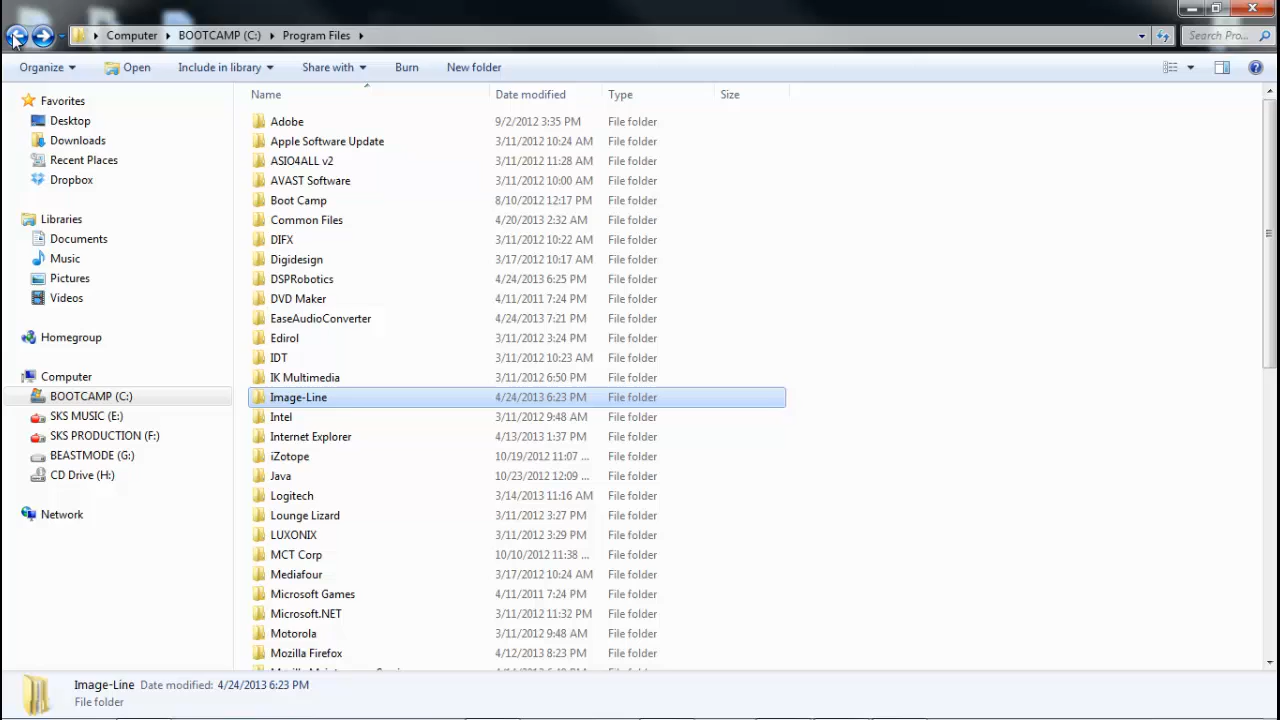 Computer BOOTCAMP (C:) Program Files Search Pro...
Organize Open Include in library Share with Burn New folder
Favorites
Desktop
Downloads
Recent Places
Dropbox
Libraries
Documents
Music
Pictures
Videos
Homegroup
Computer
BOOTCAMP (C:)
SKS MUSIC (E:)
SKS PRODUCTION (F:)
BEASTMODE (G:)
CD Drive (H:)
Network
Name Date modified Type Size
Adobe 9/2/2012 3:35 PM File folder
Apple Software Update 3/11/2012 10:24 AM File folder
ASIO4ALL v2 3/11/2012 11:28 AM File folder
AVAST Software 3/11/2012 10:00 AM File folder
Boot Camp 8/10/2012 12:17 PM File folder
Common Files 4/20/2013 2:32 AM File folder
DIFX 3/11/2012 10:22 AM File folder
Digidesign 3/17/2012 10:17 AM File folder
DSPRobotics 4/24/2013 6:25 PM File folder
DVD Maker 4/11/2011 7:24 PM File folder
EaseAudioConverter 4/24/2013 7:21 PM File folder
Edirol 3/11/2012 3:24 PM File folder
IDT 3/11/2012 10:23 AM File folder
IK Multimedia 3/11/2012 6:50 PM File folder
Image-Line 4/24/2013 6:23 PM File folder
Intel 3/11/2012 9:48 AM File folder
Internet Explorer 4/13/2013 1:37 PM File folder
iZotope 10/19/2012 11:07 ... File folder
Java 10/23/2012 12:09 ... File folder
Logitech 3/14/2013 11:16 AM File folder
Lounge Lizard 3/11/2012 3:27 PM File folder
LUXONIX 3/11/2012 3:29 PM File folder
MCT Corp 10/10/2012 11:38 ... File folder
Mediafour 3/17/2012 10:24 AM File folder
Microsoft Games 4/11/2011 7:24 PM File folder
Microsoft.NET 3/11/2012 11:32 PM File folder
Motorola 3/11/2012 9:48 AM File folder
Mozilla Firefox 4/12/2013 8:23 PM File folder
Image-Line Date modified: 4/24/2013 6:23 PM
File folder